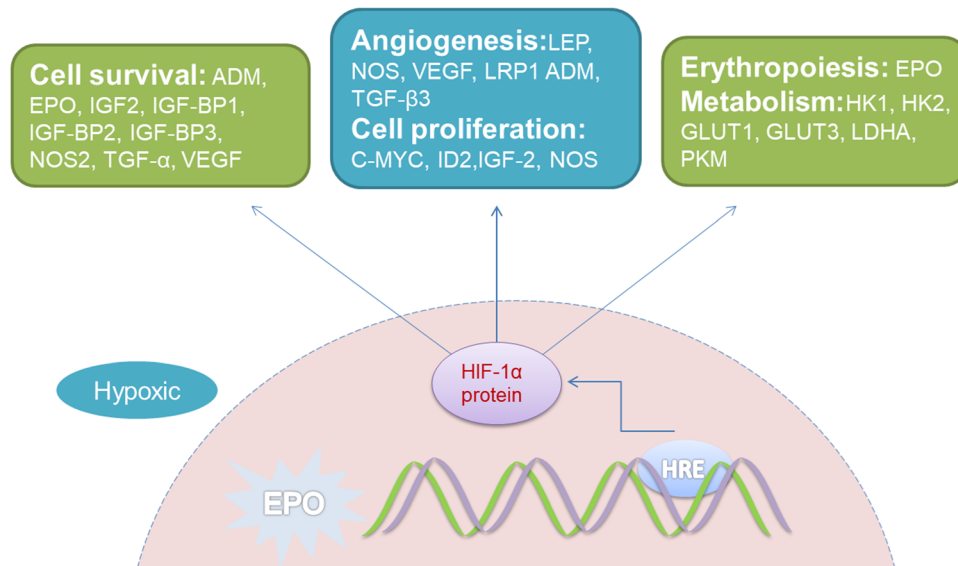 Cell survival: ADM,
EPO, IGF2, IGF-BP1,
IGF-BP2, IGF-BP3,
NOS2, TGF-α, VEGF
Angiogenesis:LEP,
NOS, VEGF, LRP1 ADM,
TGF-β3
Cell proliferation:
C-MYC, ID2,IGF-2, NOS
Erythropoiesis: EPO
Metabolism:HK1, HK2,
GLUT1, GLUT3, LDHA,
PKM
HIF-1α
protein
Hypoxic
HRE
EPO